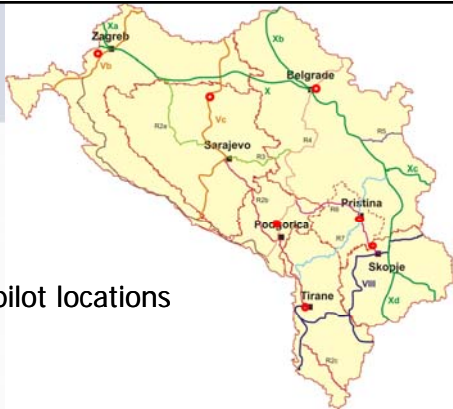 Xa
Zagreb
Xb
Vb
Belgrade
X
R2a
Vc
R4
Sarajevo
R3
R5
Xc
Pristina
R2b
R6
Podgorica
R7
Skopje
pilot locations
Tirane
VIII
Xd
R2c